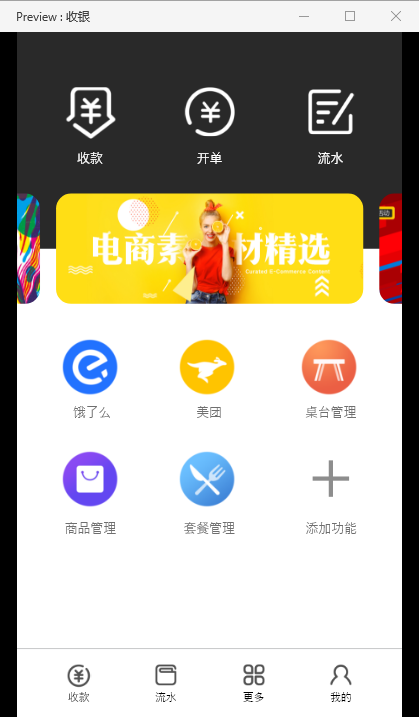 Preview : 收银
收款
开单
流水
电商素材精选
Curated E-Commerce Content
活动
饿了么
美团
桌台管理
商品管理
套餐管理
添加功能
收款
流水
更多
我的